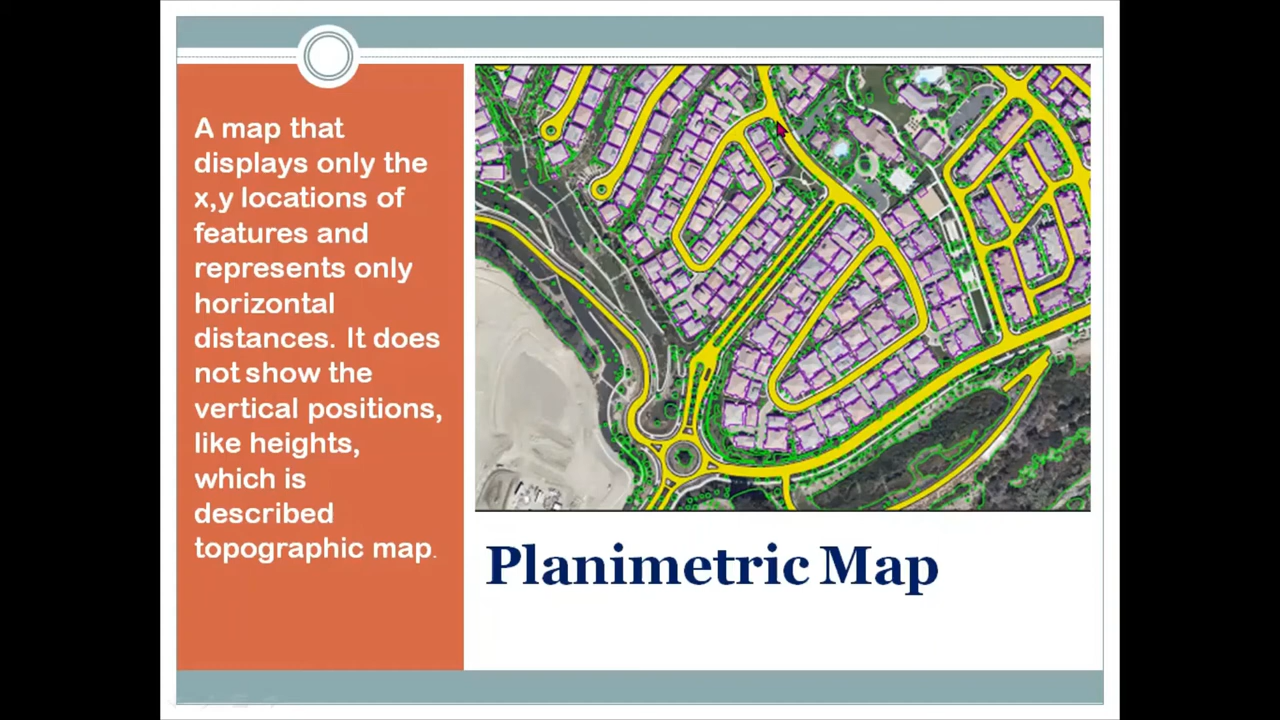 A map that
displays only the
x,y locations of
features and
represents only
horizontal
distances. It does
not show the
vertical positions,
like heights,
which is
described
topographic map.
Planimetric Map